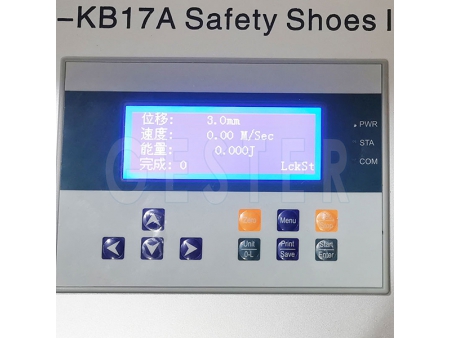 -KB17A Safety Shoes I
位移: 3.0mm
速度: 0.00 M/Sec
能量: 0.000J
完成: 0 LckSt
PWR
STA
COM
GESTER
Menu
Unit
D-L
Print
Save
Start
Enter